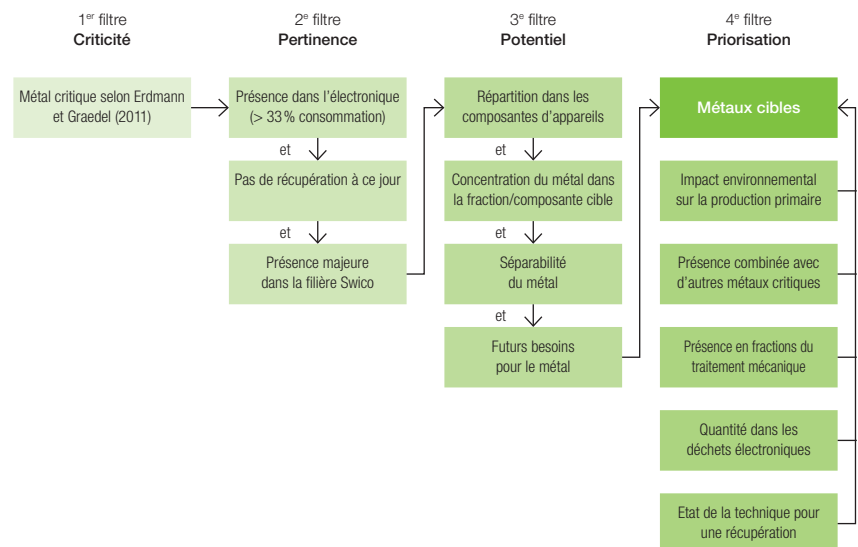 1er filtre
Criticité
2e filtre
Pertinence
3e filtre
Potentiel
4e filtre
Priorisation
Métal critique selon Erdmann
et Graedel (2011)
Présence dans l'électronique
(> 33 % consommation)
et
Pas de récupération à ce jour
et
Présence majeure
dans la filière Swico
Répartition dans les
composantes d'appareils
et
Concentration du métal dans
la fraction/composante cible
et
Séparabilité
du métal
et
Futurs besoins
pour le métal
Métaux cibles
Impact environnemental
sur la production primaire
Présence combinée avec
d'autres métaux critiques
Présence en fractions du
traitement mécanique
Quantité dans les
déchets électroniques
Etat de la technique pour
une récupération